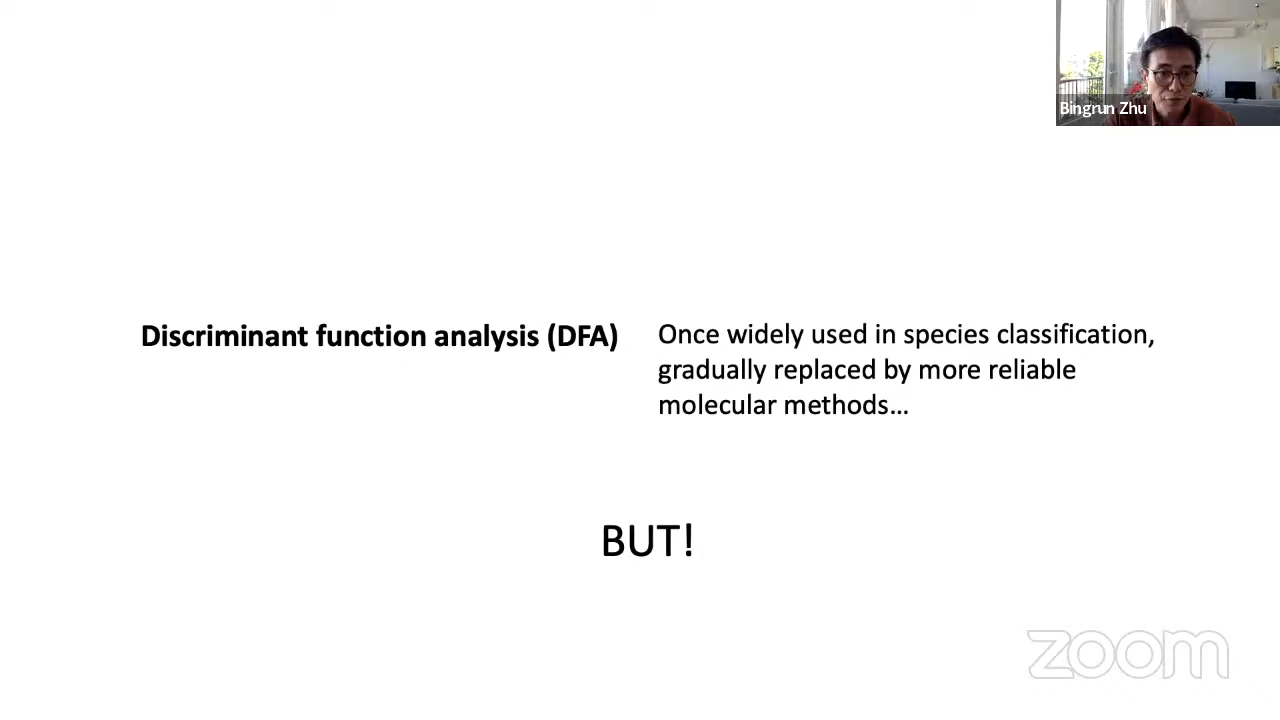 Bingrun Zhu
Discriminant function analysis (DFA)
Once widely used in species classification,
gradually replaced by more reliable
molecular methods…
BUT!
zoom